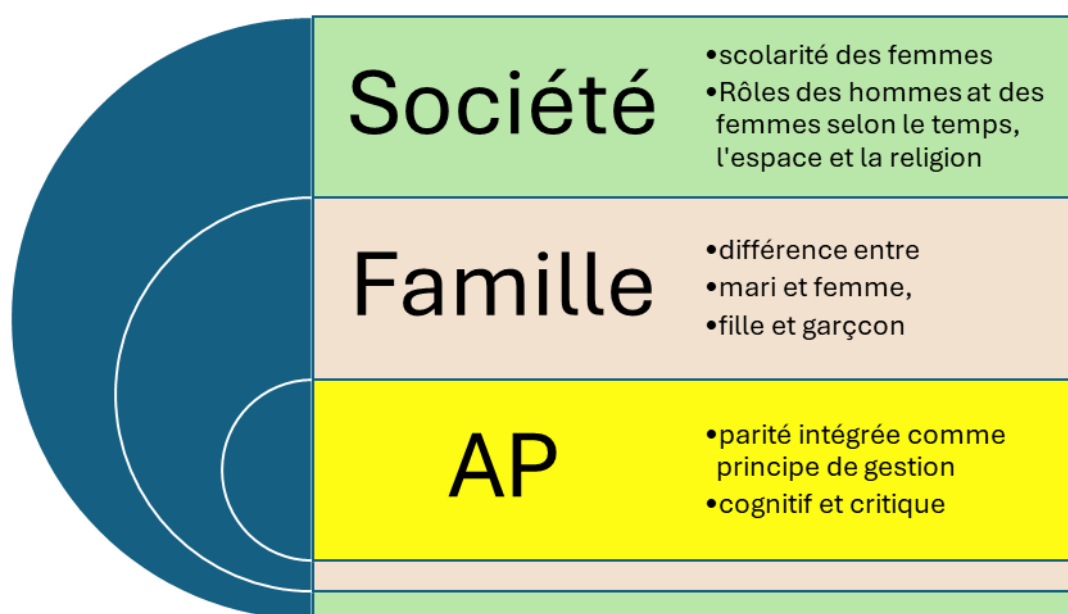 Société
•scolarité des femmes
•Rôles des hommes at des
femmes selon le temps,
l'espace et la religion
Famille
•différence entre
•mari et femme,
•fille et garçcon
AP
•parité intégrée comme
principe de gestion
•cognitif et critique